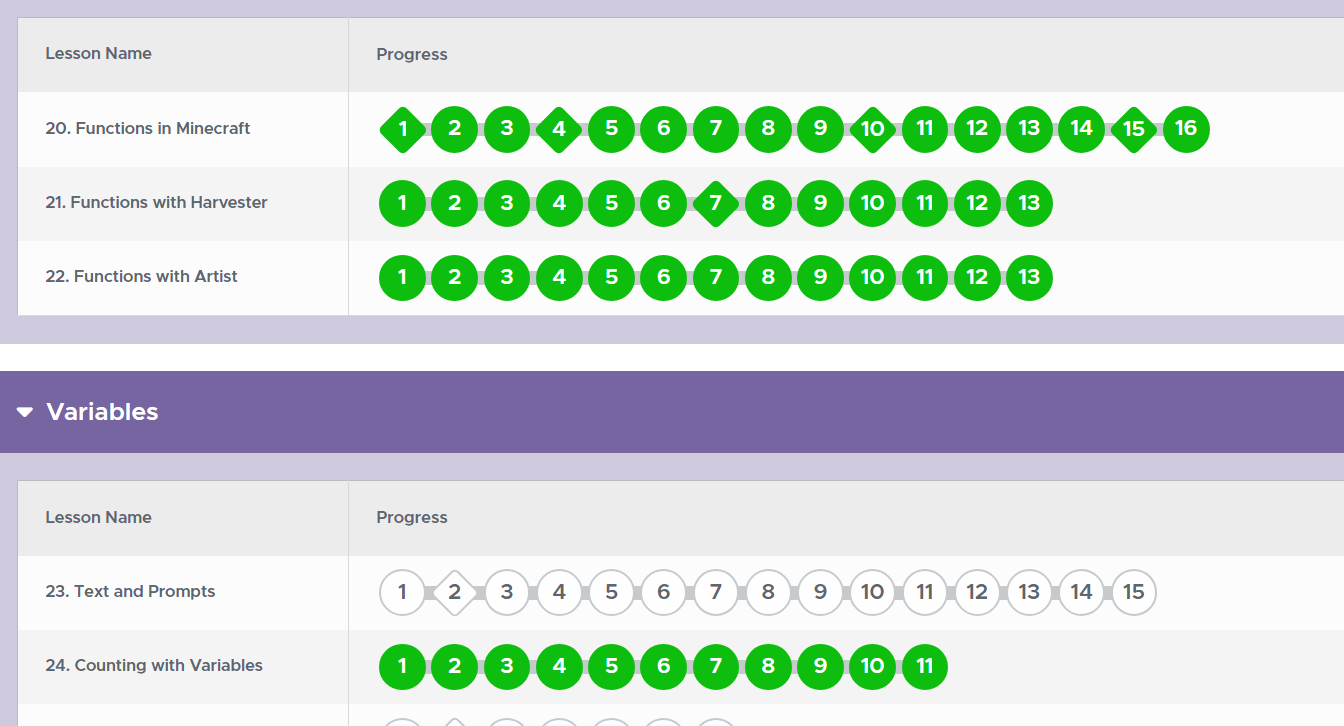 Lesson Name Progress
20. Functions in Minecraft 1 2 3 4 5 6 7 8 9 10 11 12 13 14 15 16
21. Functions with Harvester 1 2 3 4 5 6 7 8 9 10 11 12 13
22. Functions with Artist 1 2 3 4 5 6 7 8 9 10 11 12 13
Variables
Lesson Name Progress
23. Text and Prompts 1 2 3 4 5 6 7 8 9 10 11 12 13 14 15
24. Counting with Variables 1 2 3 4 5 6 7 8 9 10 11